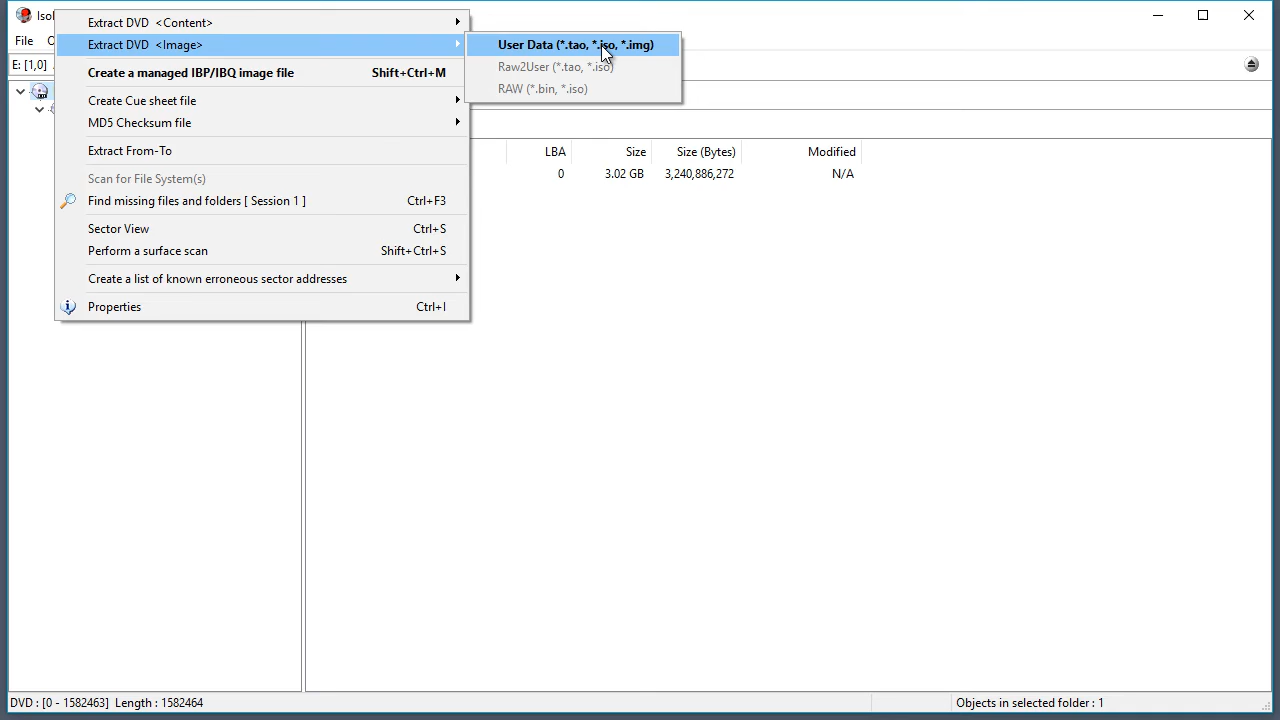 Iso
File
E: [1,0]
Extract DVD <Content>
Extract DVD <Image>
Create a managed IBP/IBQ image file Shift+Ctrl+M
Create Cue sheet file
MD5 Checksum file
Extract From-To
Scan for File System(s)
Find missing files and folders [ Session 1 ] Ctrl+F3
Sector View Ctrl+S
Perform a surface scan Shift+Ctrl+S
Create a list of known erroneous sector addresses
Properties Ctrl+I
User Data (*.tao, *.iso, *.img)
Raw2User (*.tao, *.iso)
RAW (*.bin, *.iso)
LBA Size Size (Bytes) Modified
0 3.02 GB 3,240,886,272 N/A
DVD : [0 - 1582463] Length : 1582464
Objects in selected folder : 1